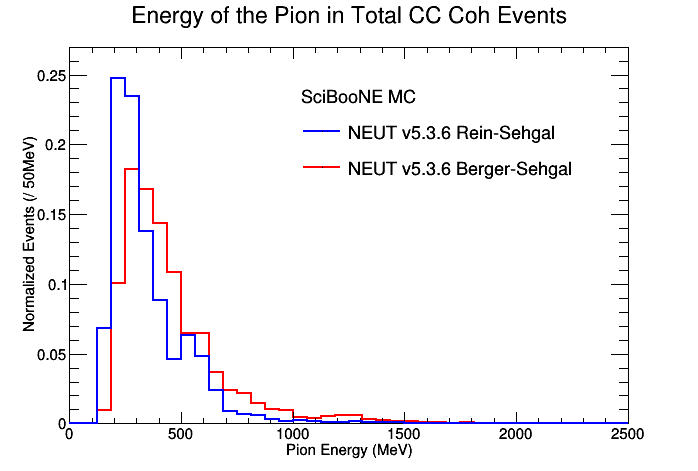 Energy of the Pion in Total CC Coh Events
SciBooNE MC
NEUT v5.3.6 Rein-Sehgal
NEUT v5.3.6 Berger-Sehgal
Normalized Events (/ 50MeV)
0.25
0.2
0.15
0.1
0.05
0
0 500 1000 1500 2000 2500
Pion Energy (MeV)